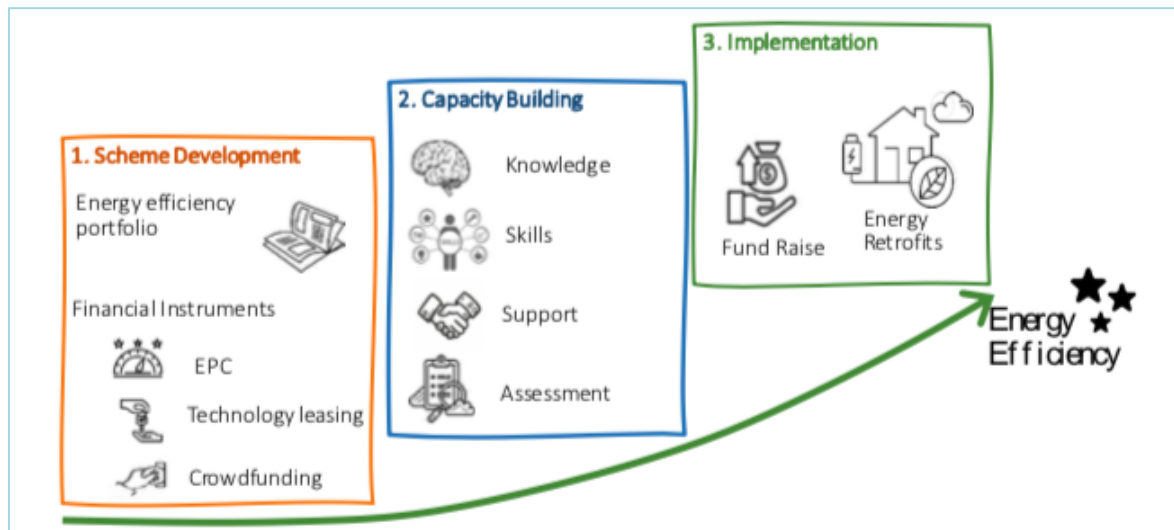 1. Scheme Development
Energy efficiency
portfolio
Financial Instruments
EPC
Technology leasing
Crowdfunding
2. Capacity Building
Knowledge
Skills
Support
Assessment
3. Implementation
Fund Raise
Energy
Retrofits
Energy
Efficiency